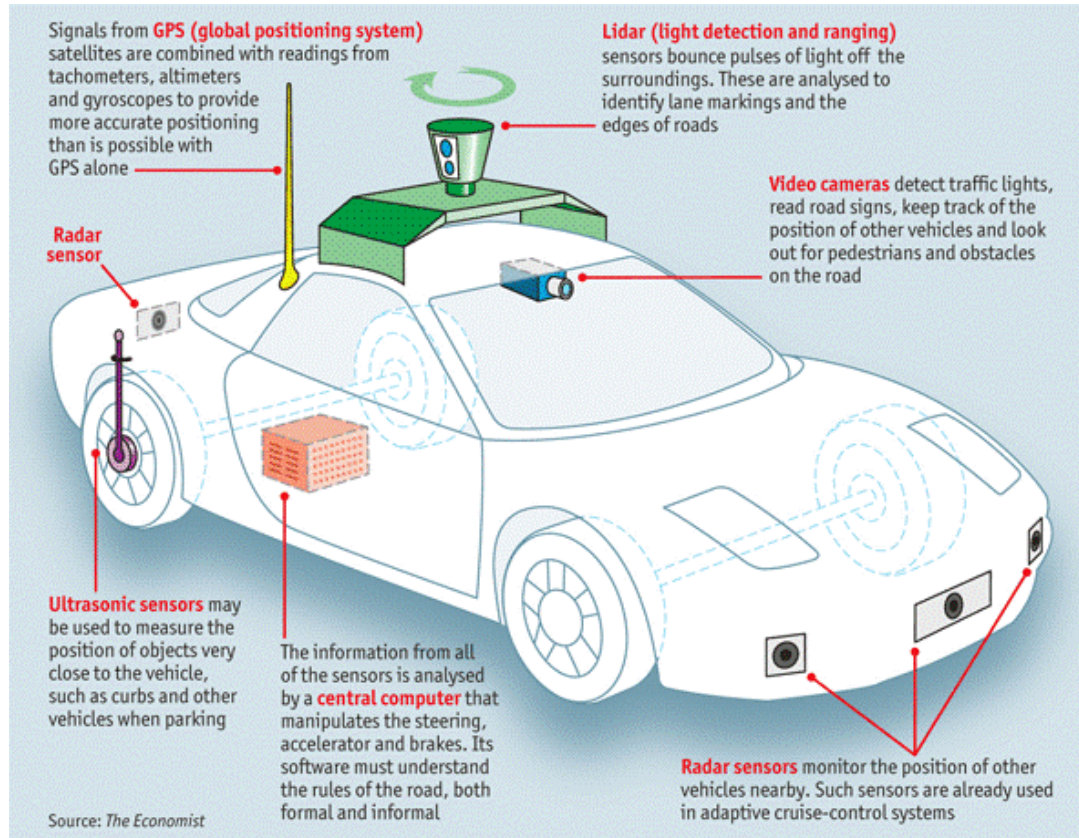 Signals from GPS (global positioning system)
satellites are combined with readings from
tachometers, altimeters
and gyroscopes to provide
more accurate positioning
than is possible with
GPS alone
Lidar (light detection and ranging)
sensors bounce pulses of light off the
surroundings. These are analysed to
identify lane markings and the
edges of roads
Video cameras detect traffic lights,
read road signs, keep track of the
position of other vehicles and look
out for pedestrians and obstacles
on the road
Radar
sensor
Ultrasonic sensors may
be used to measure the
position of objects very
close to the vehicle,
such as curbs and other
vehicles when parking
The information from all
of the sensors is analysed
by a central computer that
manipulates the steering,
accelerator and brakes. Its
software must understand
the rules of the road, both
formal and informal
Radar sensors monitor the position of other
vehicles nearby. Such sensors are already used
in adaptive cruise-control systems
Source: The Economist